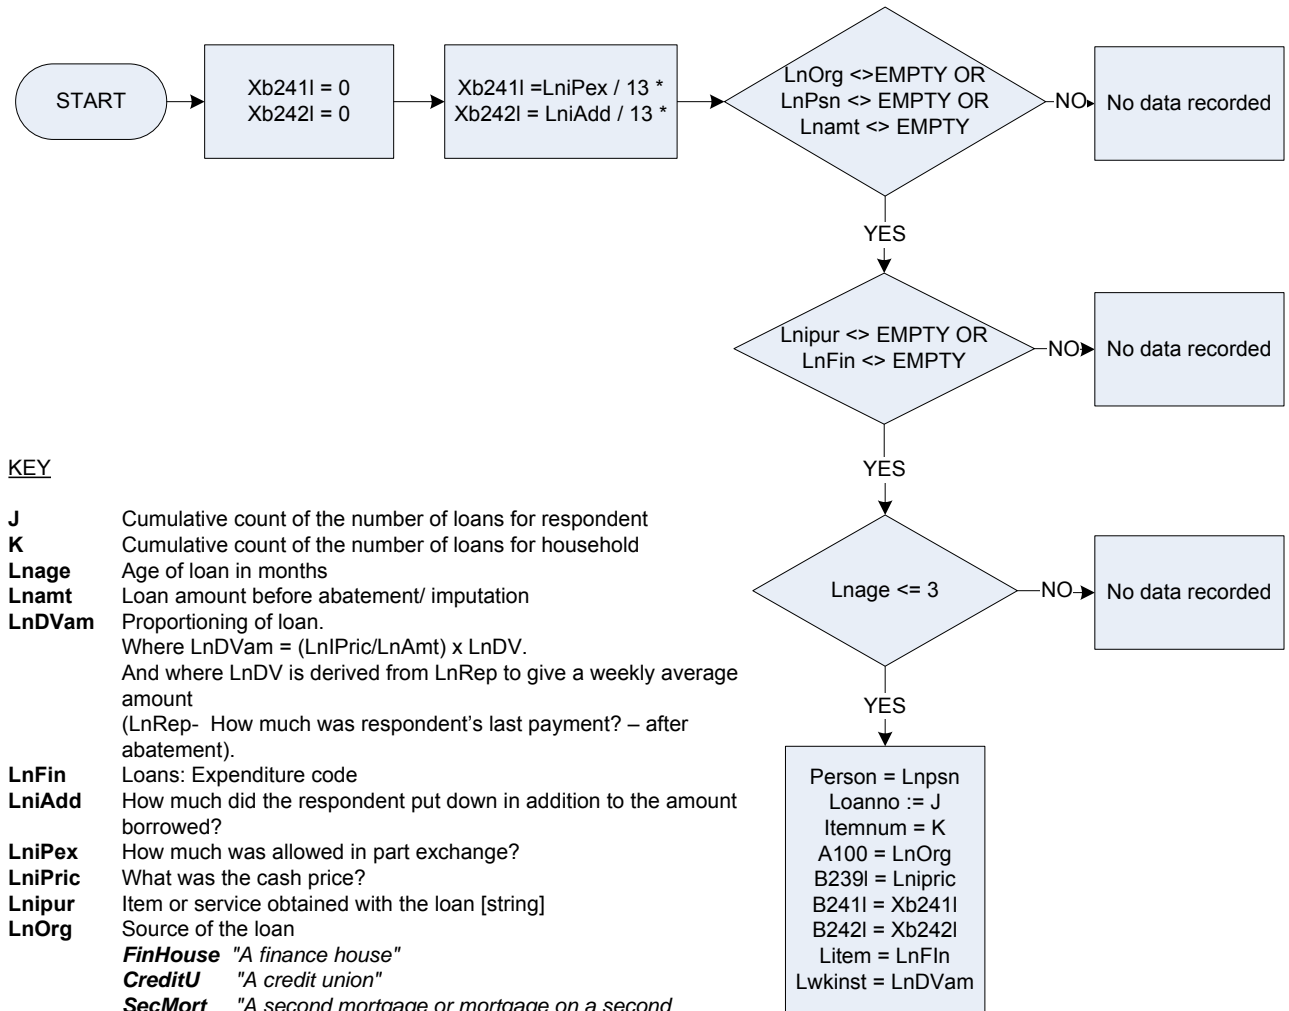 START
Xb241l = 0
Xb242l = 0
Xb241l =LniPex / 13 *
Xb242l = LniAdd / 13 *
LnOrg <>EMPTY OR
LnPsn <> EMPTY OR
Lnamt <> EMPTY
NO
No data recorded
YES
Lnipur <> EMPTY OR
LnFin <> EMPTY
NO
No data recorded
YES
Lnage <= 3
NO
No data recorded
YES
Person = Lnpsn
Loanno := J
Itemnum = K
A100 = LnOrg
B239l = Lnipric
B241l = Xb241l
B242l = Xb242l
Litem = LnFIn
Lwkinst = LnDVam
KEY
J Cumulative count of the number of loans for respondent
K Cumulative count of the number of loans for household
Lnage Age of loan in months
Lnamt Loan amount before abatement/ imputation
LnDVam Proportioning of loan.
Where LnDVam = (LnIPric/LnAmt) x LnDV.
And where LnDV is derived from LnRep to give a weekly average
amount
(LnRep- How much was respondent's last payment? – after
abatement).
LnFin Loans: Expenditure code
LniAdd How much did the respondent put down in addition to the amount
borrowed?
LniPex How much was allowed in part exchange?
LniPric What was the cash price?
Lnipur Item or service obtained with the loan [string]
LnOrg Source of the loan
FinHouse "A finance house"
CreditU "A credit union"
SecMort "A second mortgage or mortgage on a second